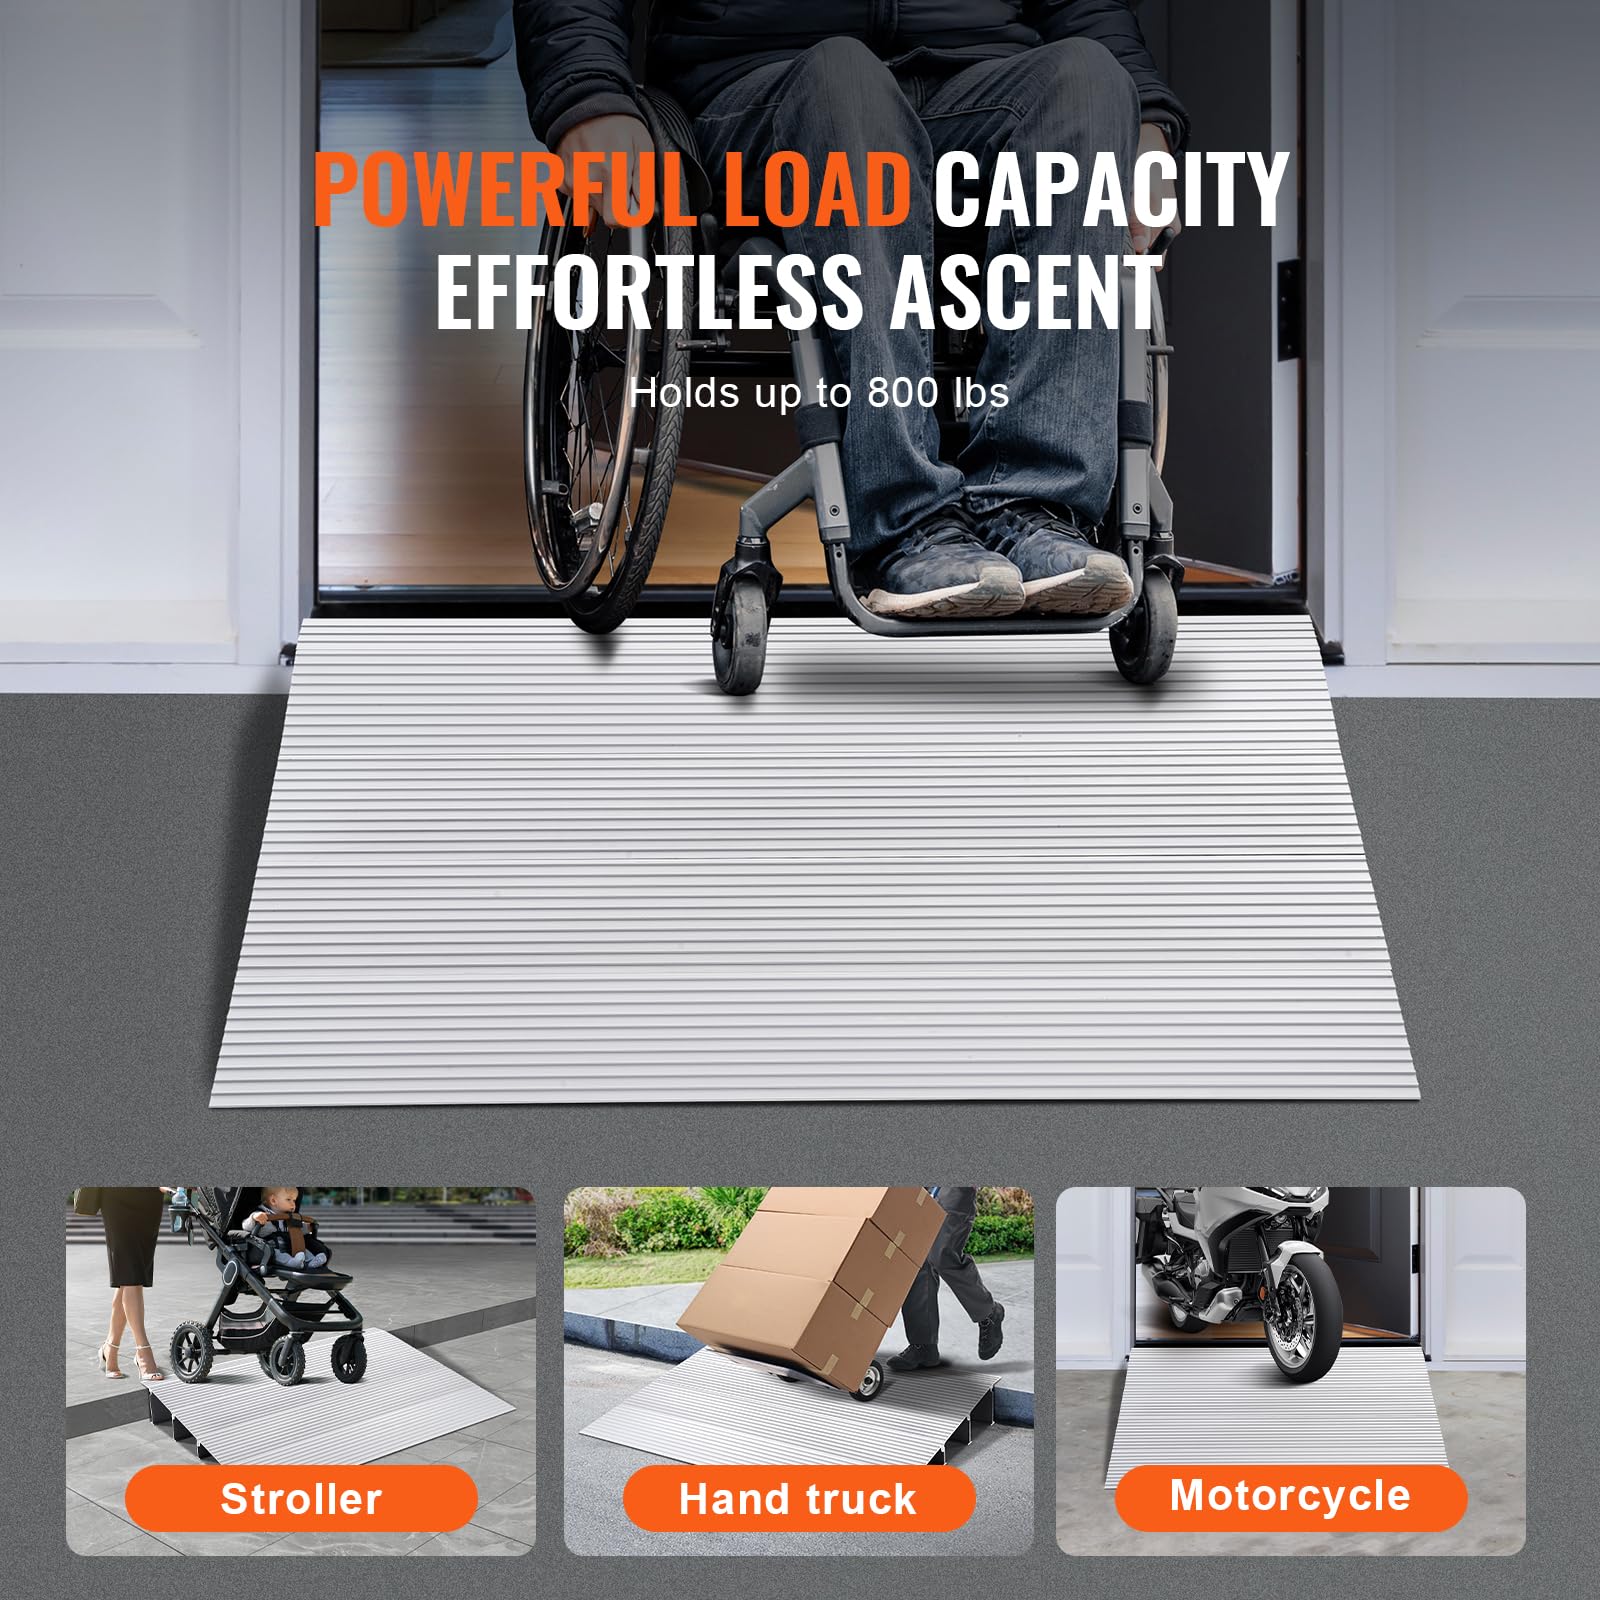 POWERFUL LOAD CAPACITY
EFFORTLESS ASCENT
Holds up to 800 lbs
Stroller
Hand truck
Motorcycle